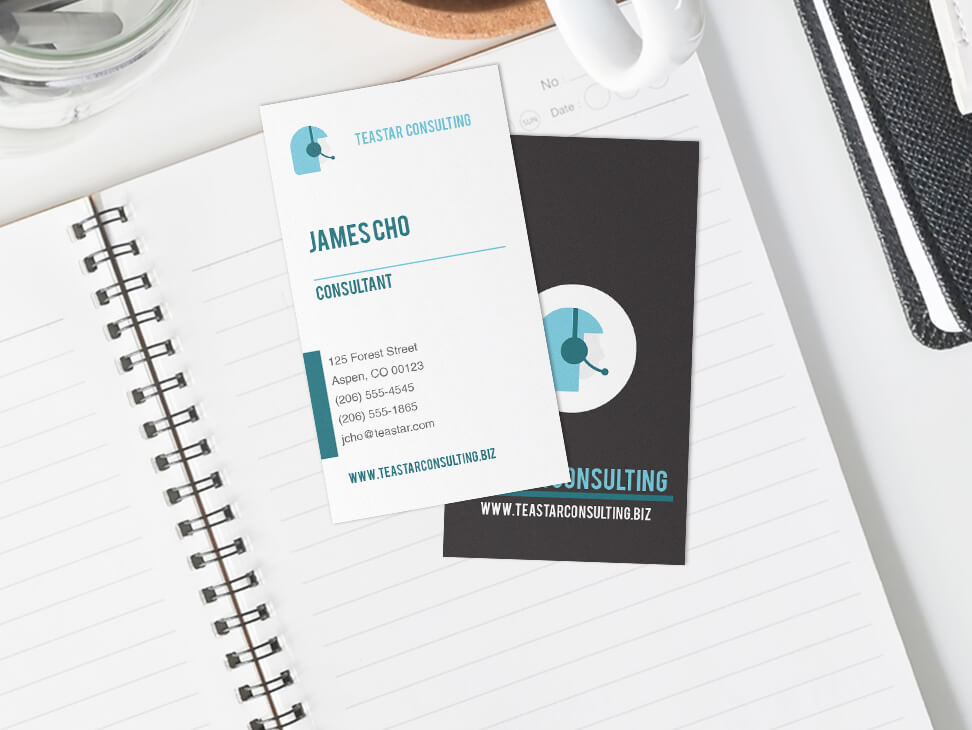 TEASTAR CONSULTING
JAMES CHO
CONSULTANT
125 Forest Street
Aspen, CO 00123
(206) 555-4545
(206) 555-1865
jcho@teastar.com
WWW.TEASTARCONSULTING.BIZ
No :
SUN
Date :
CONSULTING
WWW.TEASTARCONSULTING.BIZ